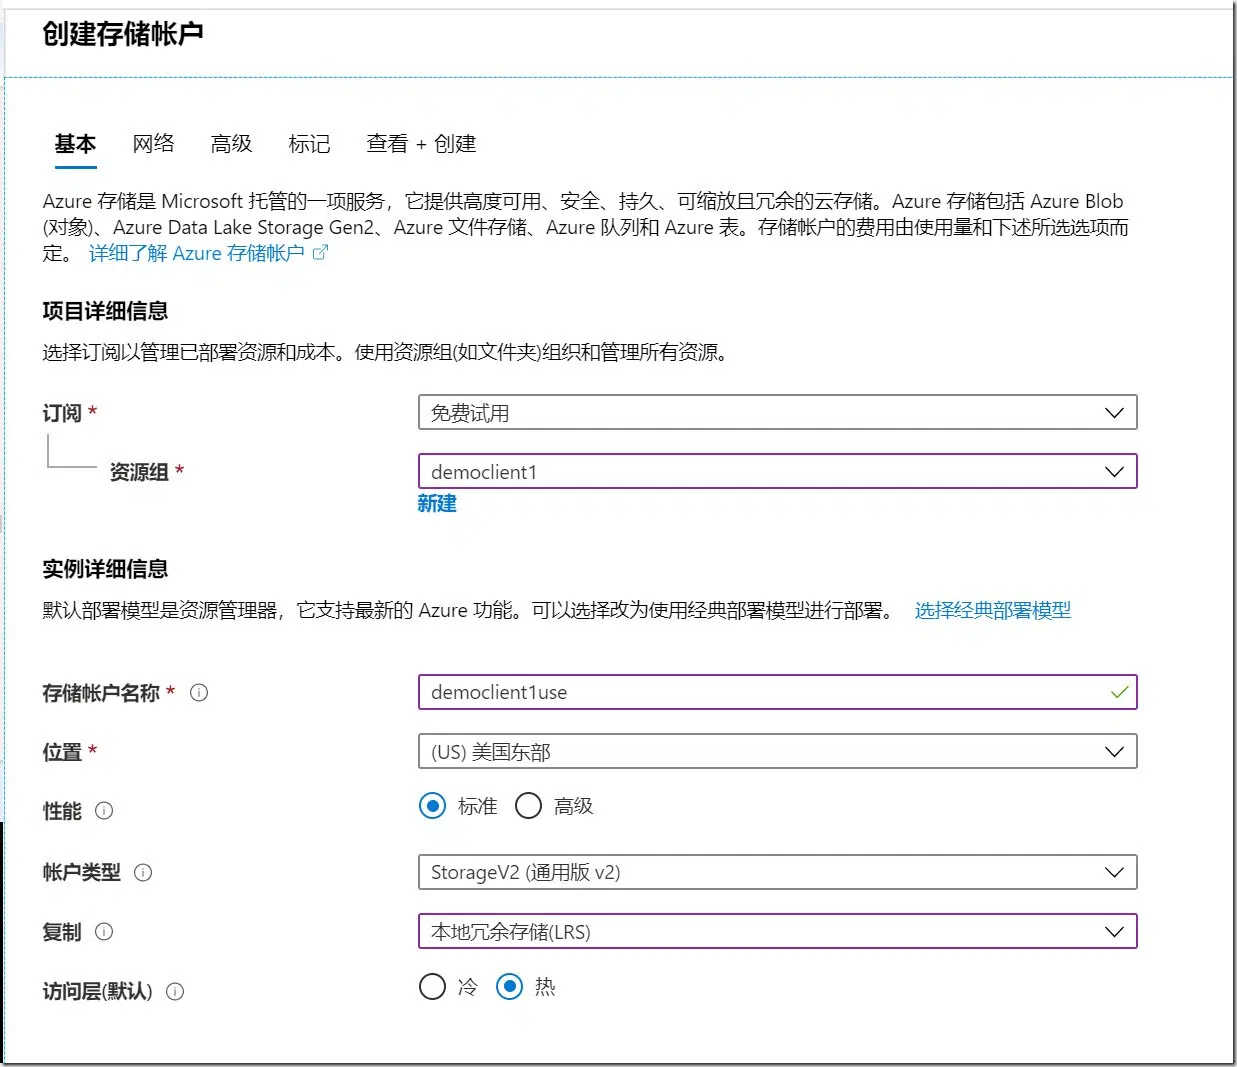 创建存储帐户
基本 网络 高级 标记 查看 + 创建
Azure 存储是 Microsoft 托管的一项服务，它提供高度可用、安全、持久、可缩放且冗余的云存储。Azure 存储包括 Azure Blob
(对象)、Azure Data Lake Storage Gen2、Azure 文件存储、Azure 队列和 Azure 表。存储帐户的费用由使用量和下述所选选项而
定。 详细了解 Azure 存储帐户
项目详细信息
选择订阅以管理已部署资源和成本。使用资源组(如文件夹)组织和管理所有资源。
订阅 * 免费试用
资源组 * democlient1
新建
实例详细信息
默认部署模型是资源管理器，它支持最新的 Azure 功能。可以选择改为使用经典部署模型进行部署。 选择经典部署模型
存储帐户名称 * democlient1use
位置 * (US) 美国东部
性能 标准 高级
帐户类型 StorageV2 (通用版 v2)
复制 本地冗余存储(LRS)
访问层(默认) 冷 热